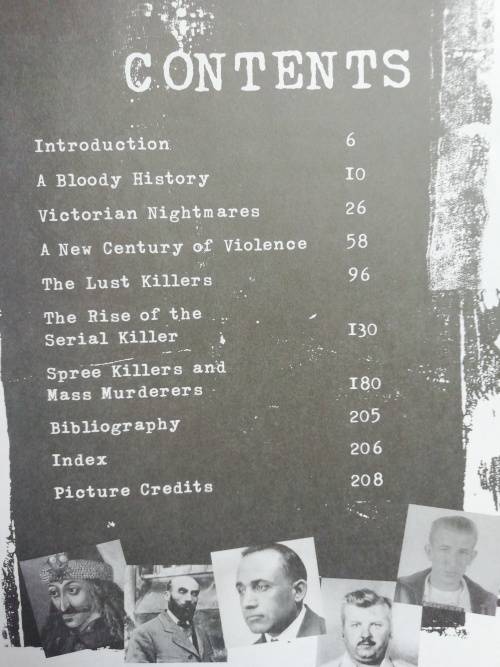 CONTENTS
Introduction 6
A Bloody History 10
Victorian Nightmares 26
A New Century of Violence 58
The Lust Killers 96
The Rise of the
Serial Killer 130
Spree Killers and
Mass Murderers 180
Bibliography 205
Index 206
Picture Credits 208